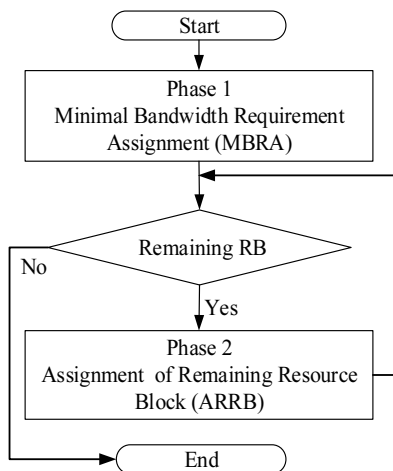 Start
Phase 1
Minimal Bandwidth Requirement
Assignment (MBRA)
Remaining RB
No
Yes
Phase 2
Assignment of Remaining Resource
Block (ARRB)
End